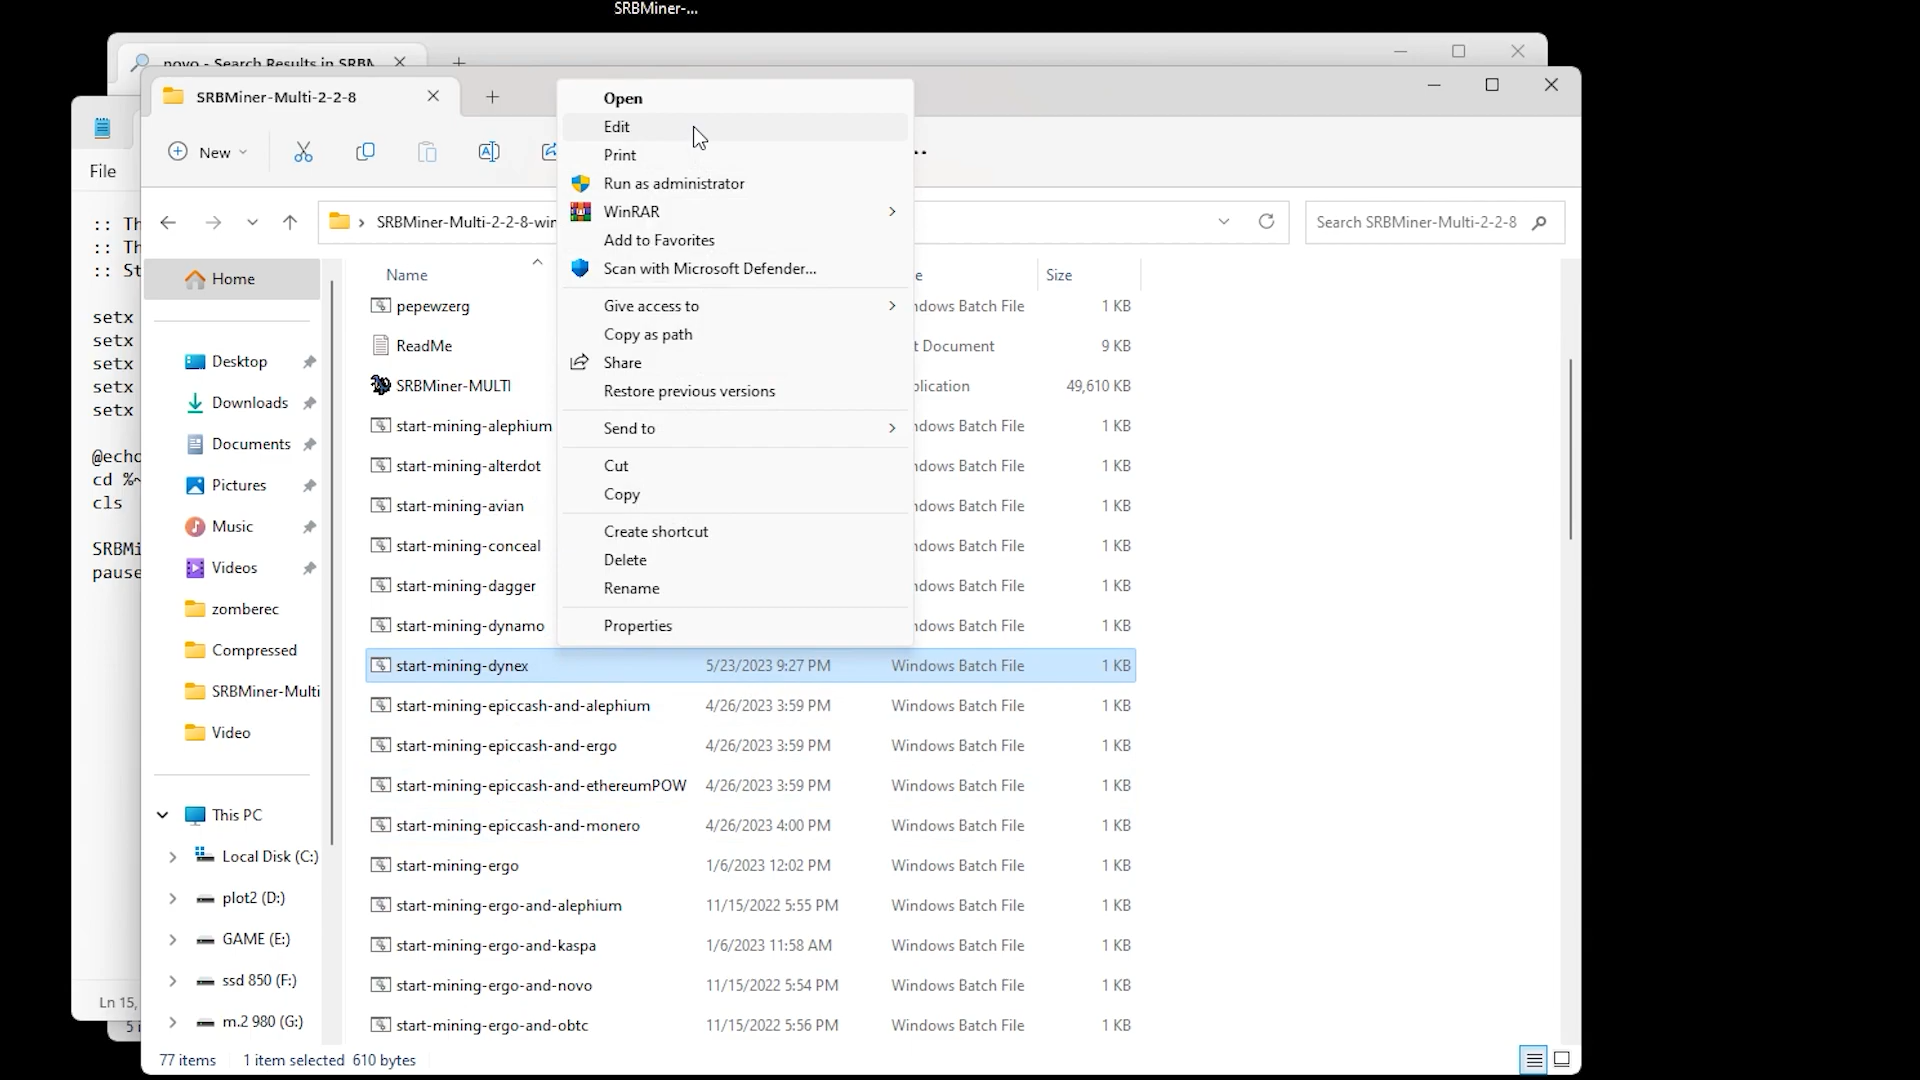 SRBMiner-...
novo - Search Results in SRBM
SRBMiner-Multi-2-2-8
File
New
SRBMiner-Multi-2-2-8-win
Search SRBMiner-Multi-2-2-8
Open
Edit
Print
Run as administrator
WinRAR
Add to Favorites
Scan with Microsoft Defender...
Give access to
Copy as path
Share
Restore previous versions
Send to
Cut
Copy
Create shortcut
Delete
Rename
Properties
:: Th
:: Th
:: St
setx
setx
setx
setx
setx
@echo
cd %~
cls
SRBMi
pause
Ln 15,
5 i
Home
Desktop
Downloads
Documents
Pictures
Music
Videos
zomberec
Compressed
SRBMiner-Multi
Video
This PC
Local Disk (C:)
plot2 (D:)
GAME (E:)
ssd 850 (F:)
m.2 980 (G:)
Name e Size
pepewzerg ndows Batch File 1 KB
ReadMe t Document 9 KB
SRBMiner-MULTI plication 49,610 KB
start-mining-alephium ndows Batch File 1 KB
start-mining-alterdot ndows Batch File 1 KB
start-mining-avian ndows Batch File 1 KB
start-mining-conceal ndows Batch File 1 KB
start-mining-dagger ndows Batch File 1 KB
start-mining-dynamo ndows Batch File 1 KB
start-mining-dynex 5/23/2023 9:27 PM Windows Batch File 1 KB
start-mining-epiccash-and-alephium 4/26/2023 3:59 PM Windows Batch File 1 KB
start-mining-epiccash-and-ergo 4/26/2023 3:59 PM Windows Batch File 1 KB
start-mining-epiccash-and-ethereumPOW 4/26/2023 3:59 PM Windows Batch File 1 KB
start-mining-epiccash-and-monero 4/26/2023 4:00 PM Windows Batch File 1 KB
start-mining-ergo 1/6/2023 12:02 PM Windows Batch File 1 KB
start-mining-ergo-and-alephium 11/15/2022 5:55 PM Windows Batch File 1 KB
start-mining-ergo-and-kaspa 1/6/2023 11:58 AM Windows Batch File 1 KB
start-mining-ergo-and-novo 11/15/2022 5:54 PM Windows Batch File 1 KB
start-mining-ergo-and-obtc 11/15/2022 5:56 PM Windows Batch File 1 KB
77 items 1 item selected 610 bytes